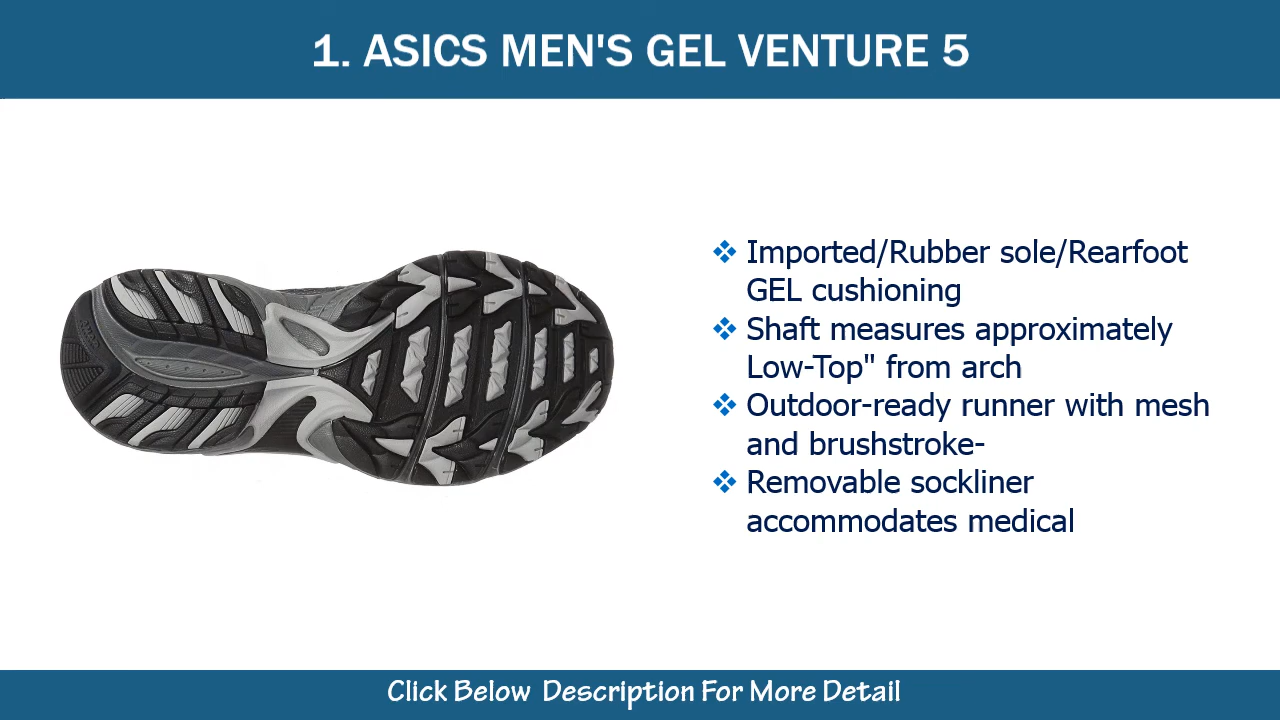 1. ASICS MEN'S GEL VENTURE 5
Imported/Rubber sole/Rearfoot
GEL cushioning
Shaft measures approximately
Low-Top" from arch
Outdoor-ready runner with mesh
and brushstroke-
Removable sockliner
accommodates medical
Click Below Description For More Detail